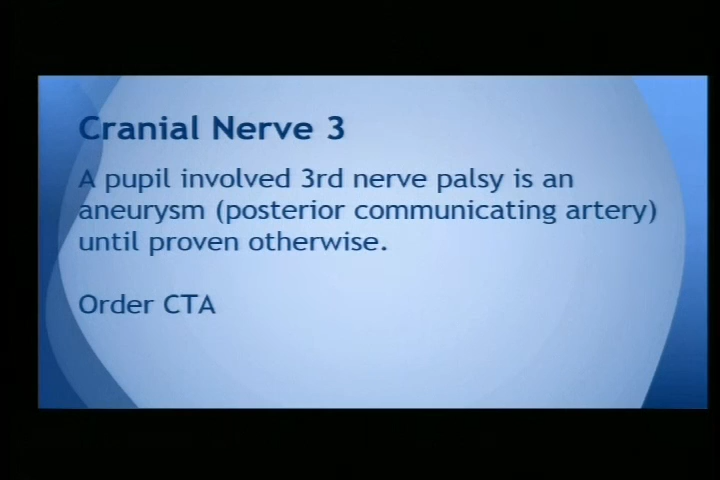 Cranial Nerve 3
A pupil involved 3rd nerve palsy is an
aneurysm (posterior communicating artery)
until proven otherwise.
Order CTA